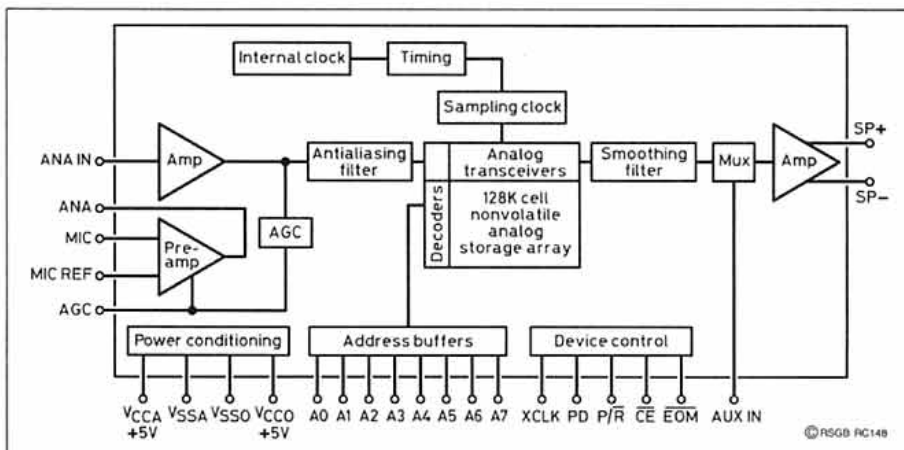 Internal clock
Timing
Sampling clock
SP+
ANA IN
Amp
Antialiasing
filter
Decoders
Analog
transceivers
128K cell
nonvolatile
analog
storage array
Smoothing
filter
Mux
Amp
SP−
ANA
MIC
MIC REF
AGC
Pre-
amp
AGC
Power conditioning
Address buffers
Device control
VCCA
+5V
VSSA
VSSO
VCCO
+5V
A0
A1
A2
A3
A4
A5
A6
A7
XCLK
PD
P/R̅
C̅E̅
E̅O̅M̅
AUX IN
©RSGB RC148